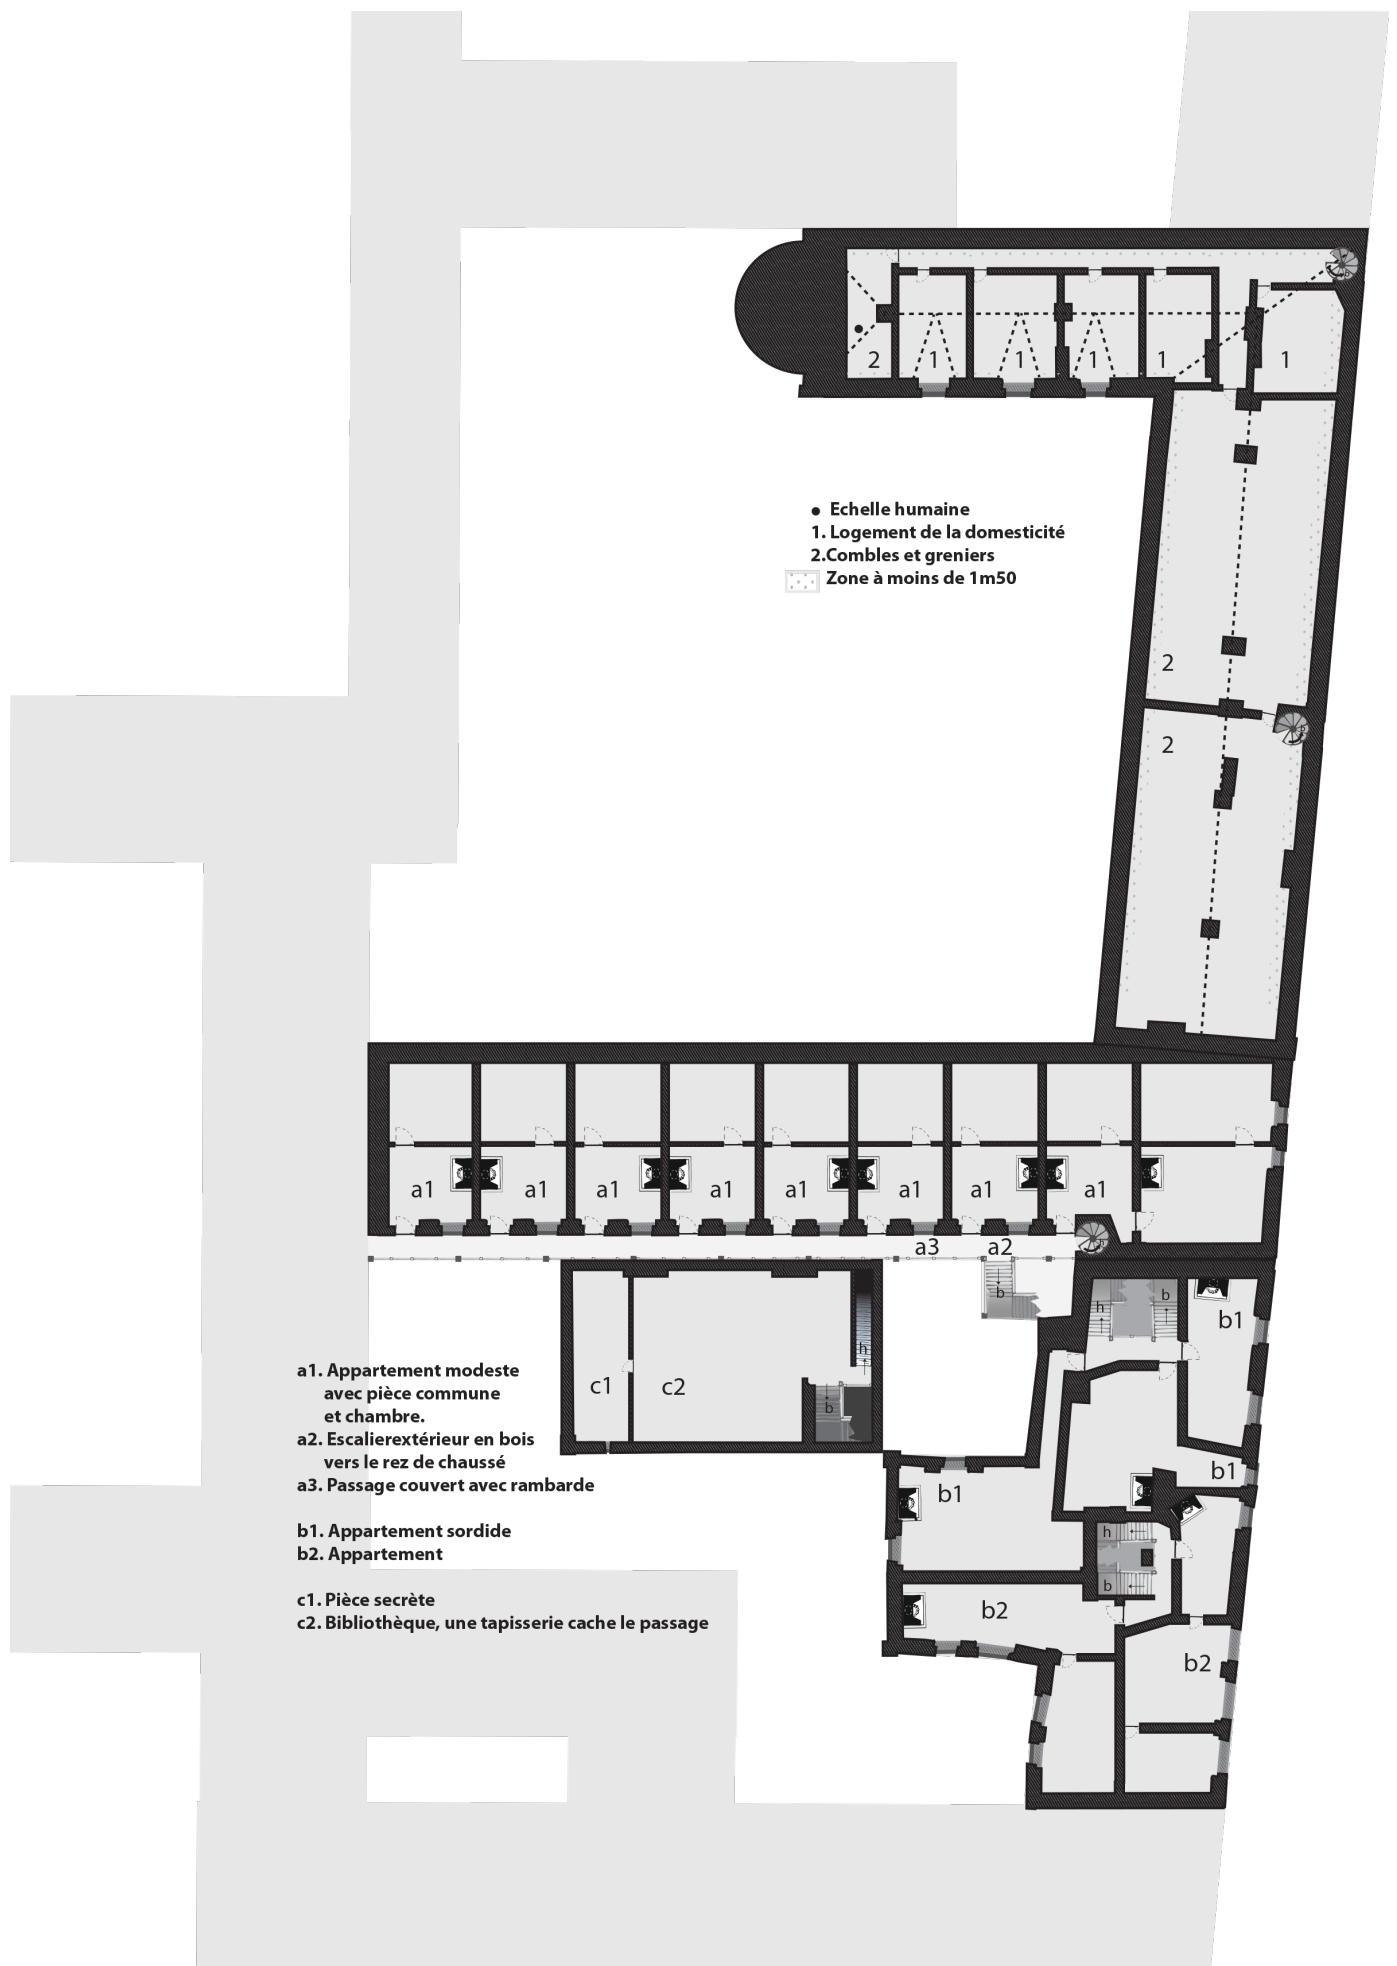 2
1
1
1
1
1
● Echelle humaine
1. Logement de la domesticité
2.Combles et greniers
Zone à moins de 1m50
2
2
a1
a1
a1
a1
a1
a1
a1
a1
a3
a2
b
h
b
b1
h
c1
c2
b
a1. Appartement modeste
avec pièce commune
et chambre.
a2. Escalierextérieur en bois
vers le rez de chaussé
a3. Passage couvert avec rambarde
b1
b1
h
b
b1. Appartement sordide
b2. Appartement
c1. Pièce secrète
c2. Bibliothèque, une tapisserie cache le passage
b2
b2